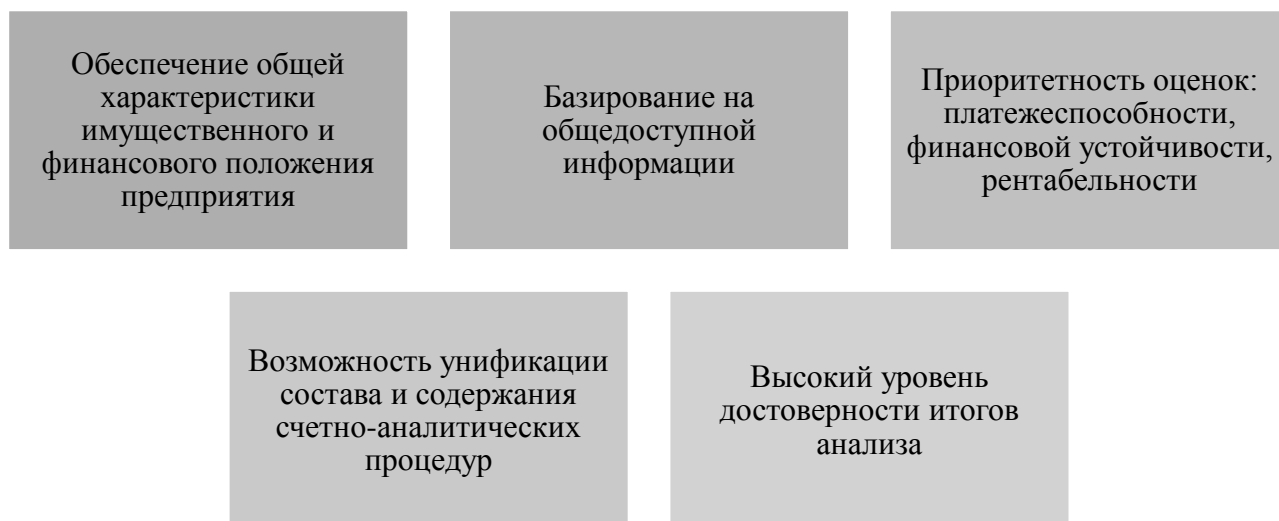 Обеспечение общей
характеристики
имущественного и
финансового положения
предприятия
Базирование на
общедоступной
информации
Приоритетность оценок:
платежеспособности,
финансовой устойчивости,
рентабельности
Возможность унификации
состава и содержания
счетно-аналитических
процедур
Высокий уровень
достоверности итогов
анализа